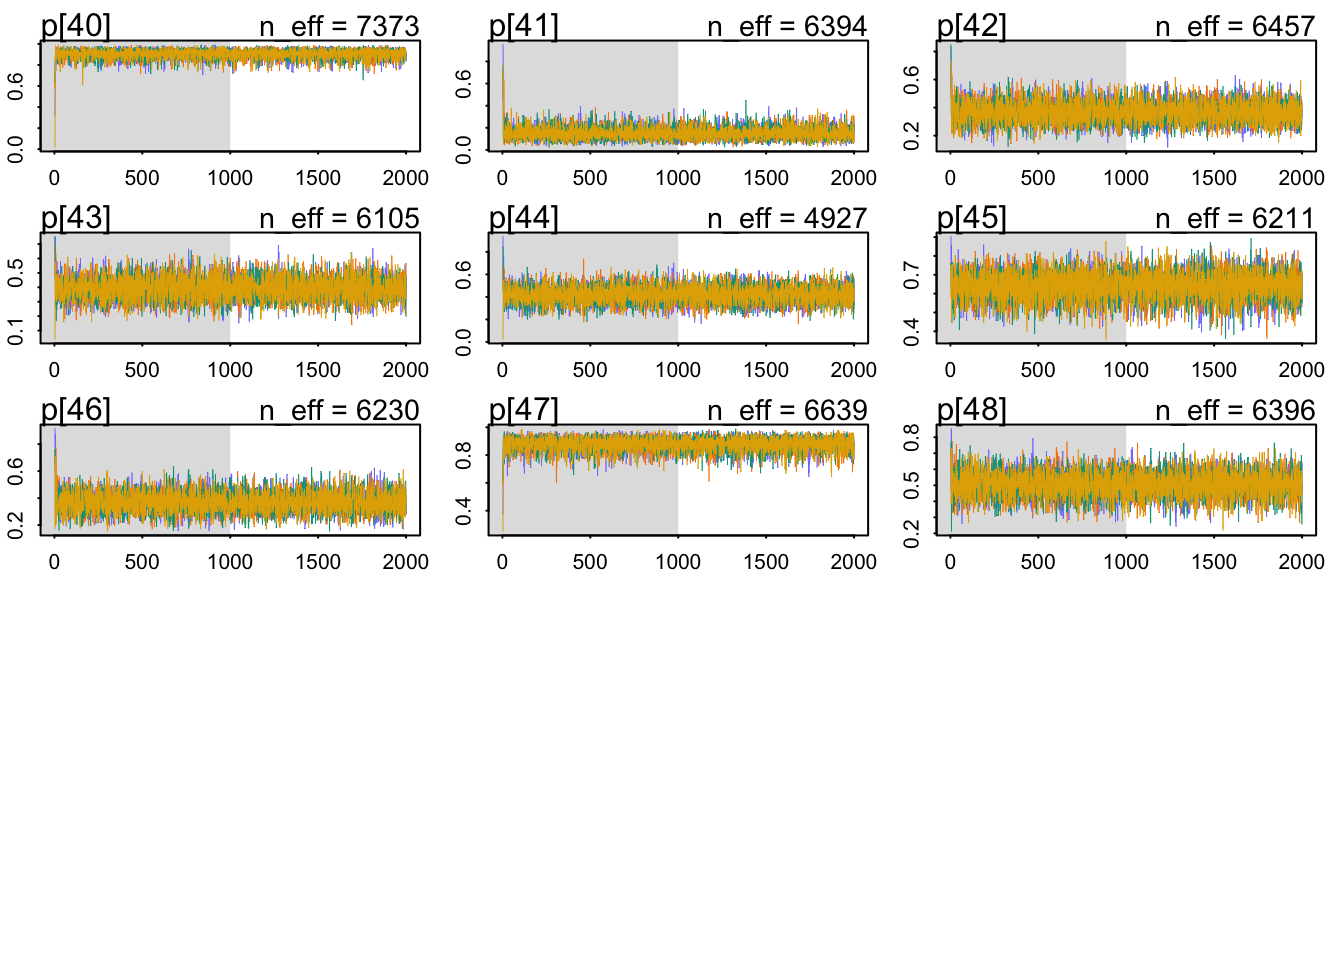 p[40] n_eff = 7373 p[41] n_eff = 6394 p[42] n_eff = 6457
0.0 0.6 0.0 0.6 0.2 0.6
0 500 1000 1500 2000 0 500 1000 1500 2000 0 500 1000 1500 2000
p[43] n_eff = 6105 p[44] n_eff = 4927 p[45] n_eff = 6211
0.1 0.5 0.0 0.6 0.4 0.7
0 500 1000 1500 2000 0 500 1000 1500 2000 0 500 1000 1500 2000
p[46] n_eff = 6230 p[47] n_eff = 6639 p[48] n_eff = 6396
0.2 0.6 0.4 0.8 0.2 0.5 0.8
0 500 1000 1500 2000 0 500 1000 1500 2000 0 500 1000 1500 2000